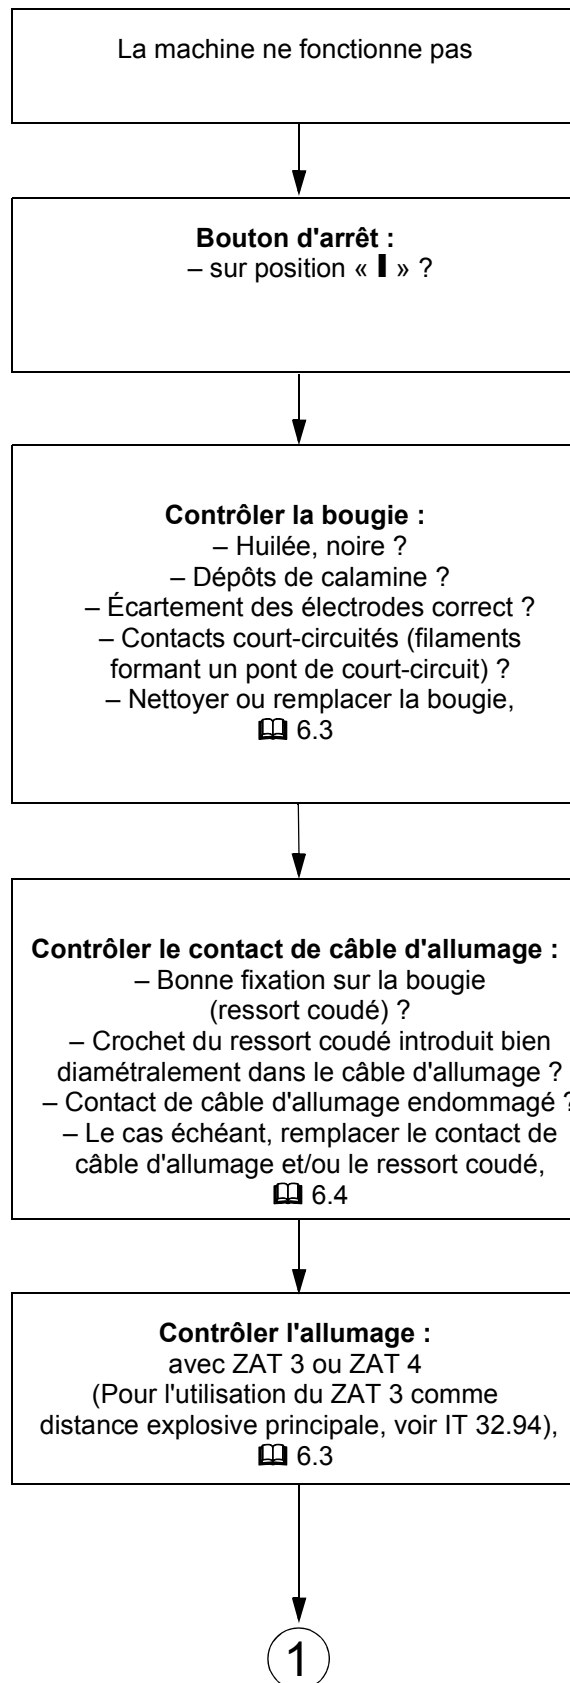 La machine ne fonctionne pas
Bouton d'arrêt :
– sur position « I » ?
Contrôler la bougie :
– Huilée, noire ?
– Dépôts de calamine ?
– Écartement des électrodes correct ?
– Contacts court-circuités (filaments
formant un pont de court-circuit) ?
– Nettoyer ou remplacer la bougie,
6.3
Contrôler le contact de câble d'allumage :
– Bonne fixation sur la bougie
(ressort coudé) ?
– Crochet du ressort coudé introduit bien
diamétralement dans le câble d'allumage ?
– Contact de câble d'allumage endommagé ?
– Le cas échéant, remplacer le contact de
câble d'allumage et/ou le ressort coudé,
6.4
Contrôler l'allumage :
avec ZAT 3 ou ZAT 4
(Pour l'utilisation du ZAT 3 comme
distance explosive principale, voir IT 32.94),
6.3
1